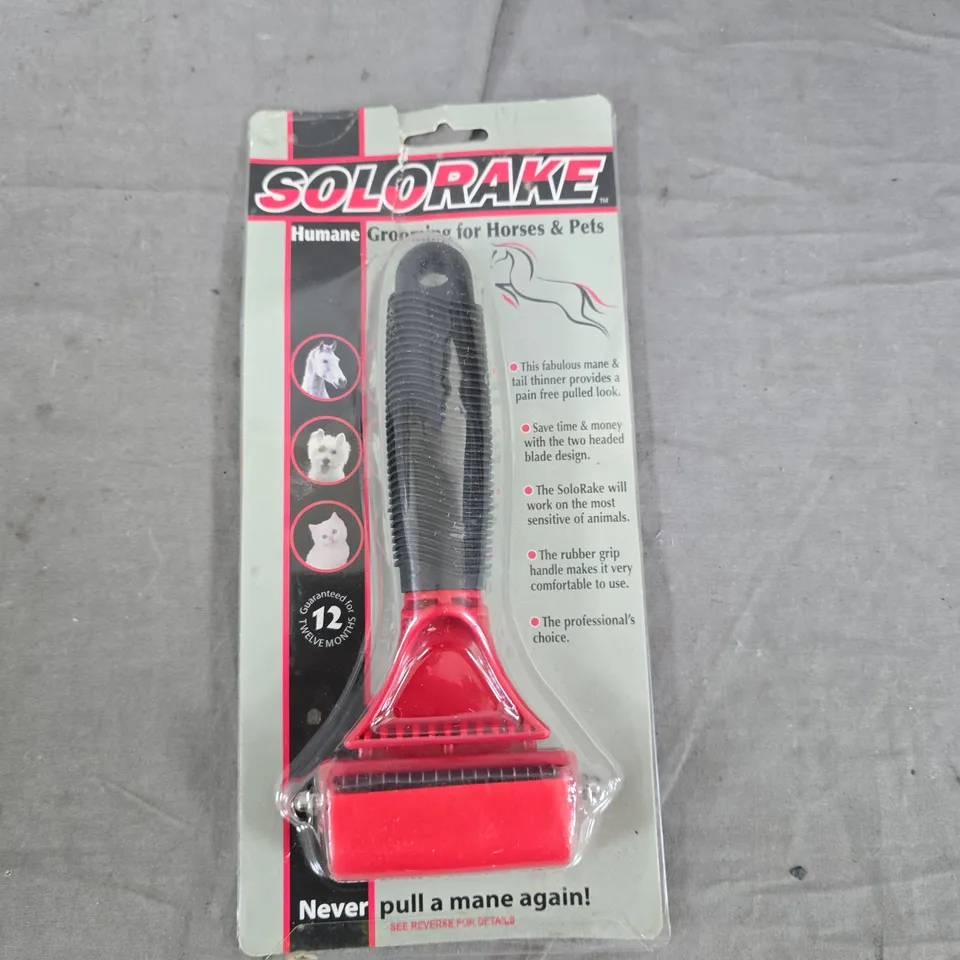 SOLORAKE™
Humane Grooming for Horses & Pets
• This fabulous mane &
tail thinner provides a
pain free pulled look.
• Save time & money
with the two headed
blade design.
• The SoloRake will
work on the most
sensitive of animals.
• The rubber grip
handle makes it very
comfortable to use.
• The professional's
choice.
Guaranteed for
12
TWELVE MONTHS
Never pull a mane again!
SEE REVERSE FOR DETAILS